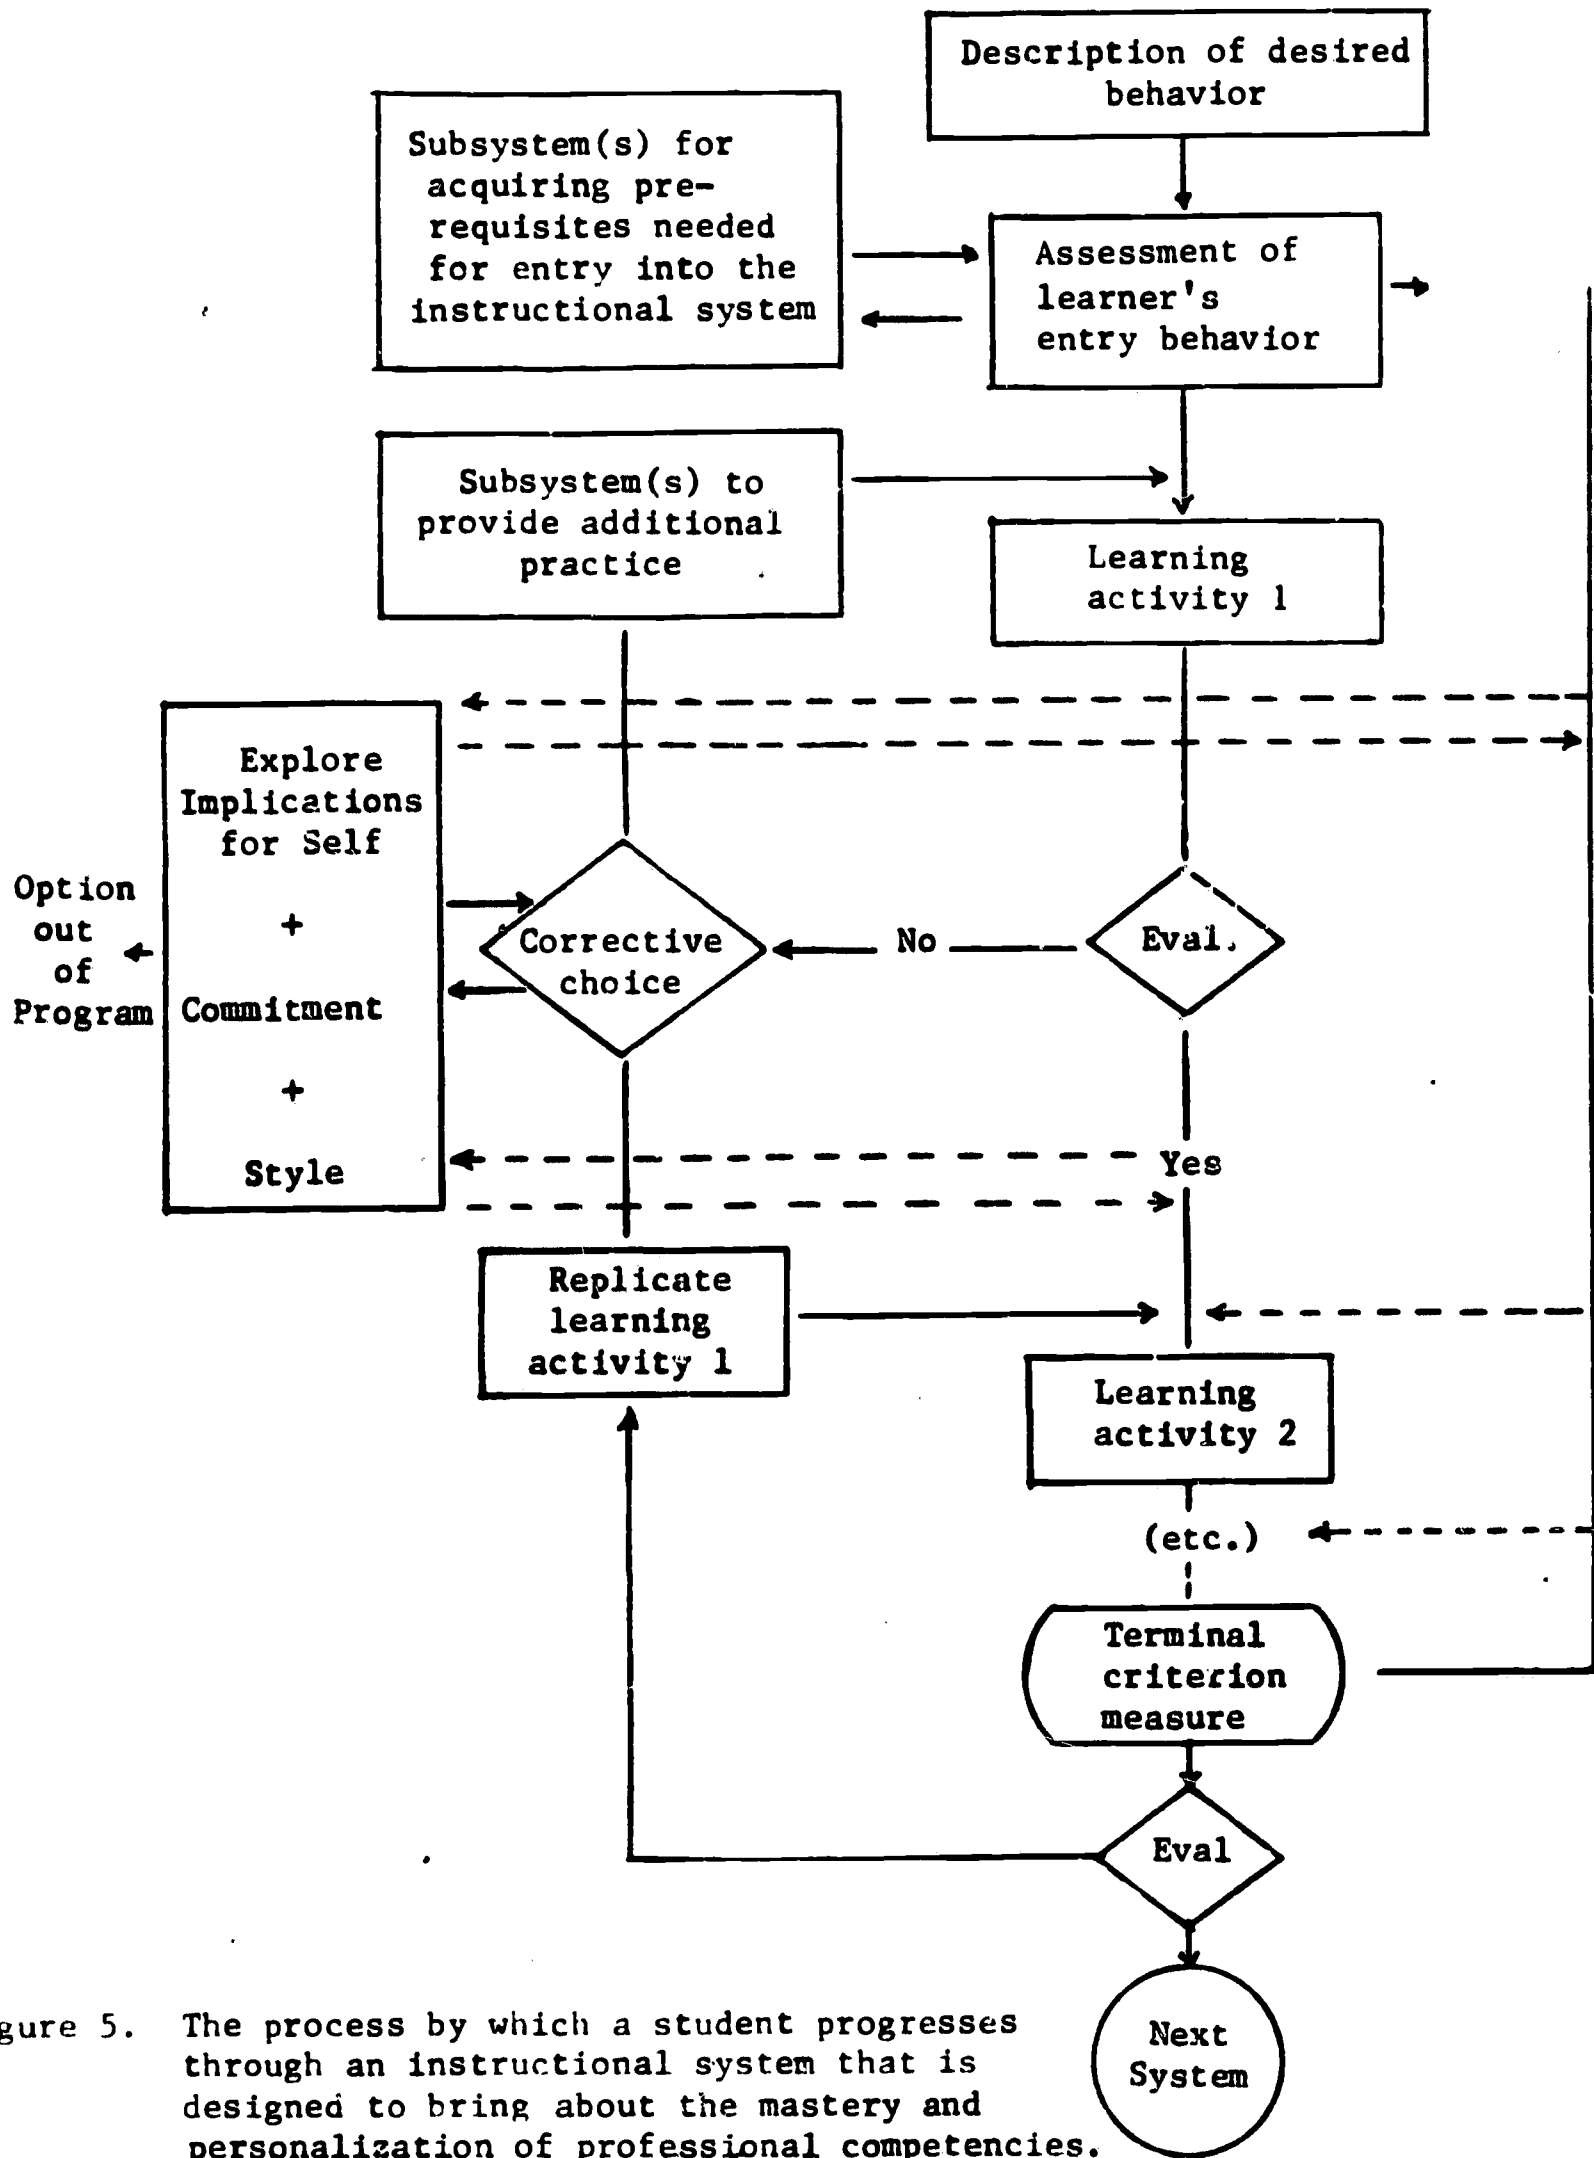 Description of desired
behavior
Subsystem(s) for
acquiring pre-
requisites needed
for entry into the
instructional system
Assessment of
learner's
entry behavior
Subsystem(s) to
provide additional
practice
Learning
activity 1
Explore
Implications
for Self
+
Commitment
+
Style
Option
out
of
Program
Corrective
choice
No
Eval.
Yes
Replicate
learning
activity 1
Learning
activity 2
(etc.)
Terminal
criterion
measure
Eval
Next
System
gure 5. The process by which a student progresses
through an instructional system that is
designed to bring about the mastery and
personalization of professional competencies.